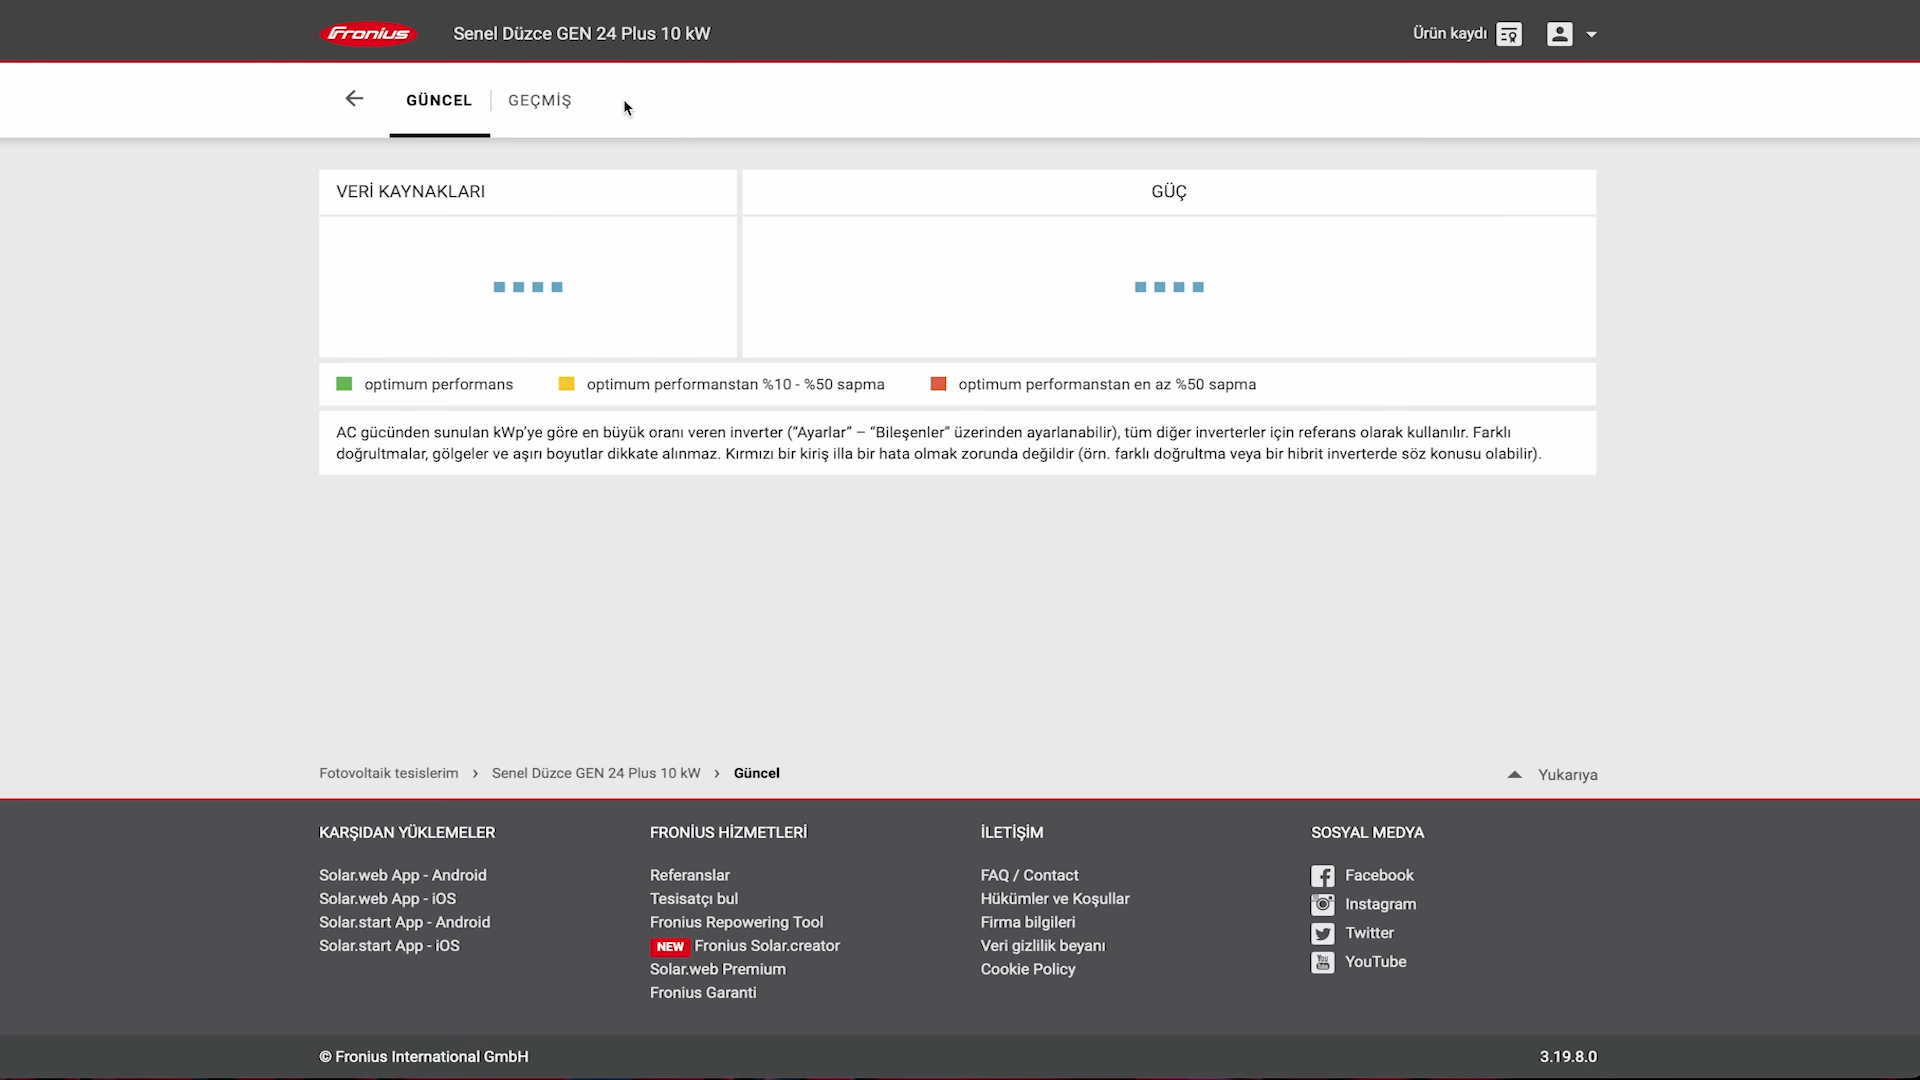 Fronius
Senel Düzce GEN 24 Plus 10 kW
Ürün kaydı
GÜNCEL
GEÇMİŞ
VERİ KAYNAKLARI
GÜÇ
optimum performans
optimum performanstan %10 - %50 sapma
optimum performanstan en az %50 sapma
AC gücünden sunulan kWp’ye göre en büyük oranı veren inverter (“Ayarlar” – “Bileşenler” üzerinden ayarlanabilir), tüm diğer inverterler için referans olarak kullanılır. Farklı
doğrultmalar, gölgeler ve aşırı boyutlar dikkate alınmaz. Kırmızı bir kiriş illa bir hata olmak zorunda değildir (örn. farklı doğrultma veya bir hibrit inverterde söz konusu olabilir).
Fotovoltaik tesislerim › Senel Düzce GEN 24 Plus 10 kW › Güncel
Yukarıya
KARŞIDAN YÜKLEMELER
Solar.web App - Android
Solar.web App - iOS
Solar.start App - Android
Solar.start App - iOS
FRONİUS HİZMETLERİ
Referanslar
Tesisatçı bul
Fronius Repowering Tool
NEW Fronius Solar.creator
Solar.web Premium
Fronius Garanti
İLETİŞİM
FAQ / Contact
Hükümler ve Koşullar
Firma bilgileri
Veri gizlilik beyanı
Cookie Policy
SOSYAL MEDYA
Facebook
Instagram
Twitter
YouTube
© Fronius International GmbH
3.19.8.0